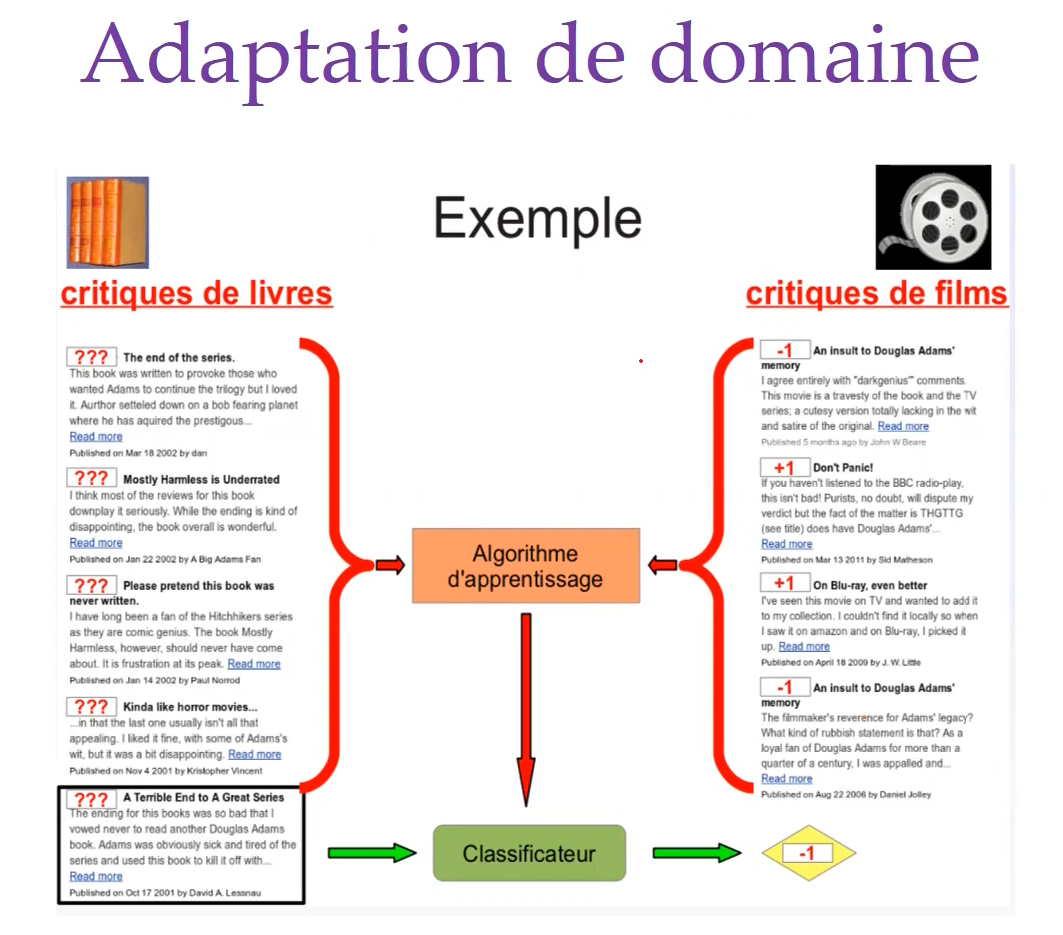 Adaptation de domaine
Exemple
critiques de livres
??? The end of the series.
This book was written to provoke those who
wanted Adams to continue the trilogy but I loved
it. Aurthor setteled down on a bob fearing planet
where he has aquired the prestigous...
Read more
Published on Mar 18 2002 by dan
??? Mostly Harmless is Underrated
I think most of the reviews for this book
downplay it seriously. While the ending is kind of
disappointing, the book overall is wonderful.
Read more
Published on Jan 22 2002 by A Big Adams Fan
??? Please pretend this book was
never written.
I have long been a fan of the Hitchhikers series
as they are comic genius. The book Mostly
Harmless, however, should never have come
about. It is frustration at its peak. Read more
Published on Jan 14 2002 by Paul Norrod
??? Kinda like horror movies...
...in that the last one usually isn't all that
appealing. I liked it fine, with some of Adams's
wit, but it was a bit disappointing. Read more
Published on Nov 4 2001 by Kristopher Vincent
??? A Terrible End to A Great Series
The ending for this books was so bad that I
vowed never to read another Douglas Adams
book. Adams was obviously sick and tired of the
series and used this book to kill it off with...
Read more
Published on Oct 17 2001 by David A. Lessnau
Algorithme
d'apprentissage
Classificateur
critiques de films
-1 An insult to Douglas Adams'
memory
I agree entirely with "darkgenius'" comments.
This movie is a travesty of the book and the TV
series; a cutesy version totally lacking in the wit
and satire of the original. Read more
Published 5 months ago by John W Beare
+1 Don't Panic!
If you haven't listened to the BBC radio-play,
this isn't bad! Purists, no doubt, will dispute my
verdict but the fact of the matter is THGTTG
(see title) does have Douglas Adams'...
Read more
Published on Mar 13 2011 by Sid Matheson
+1 On Blu-ray, even better
I've seen this movie on TV and wanted to add it
to my collection. I couldn't find it locally so when
I saw it on amazon and on Blu-ray, I picked it
up. Read more
Published on April 18 2009 by J. W. Little
-1 An insult to Douglas Adams'
memory
The filmmaker's reverence for Adams' legacy?
What kind of rubbish statement is that? As a
loyal fan of Douglas Adams for more than a
quarter of a century, I was appalled and...
Read more
Published on Aug 22 2006 by Daniel Jolley
-1